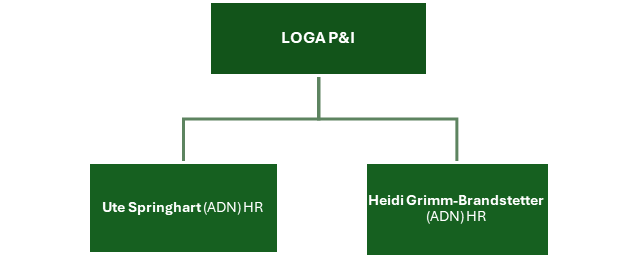 LOGA P&I
Ute Springhart (ADN) HR
Heidi Grimm-Brandstetter
(ADN) HR